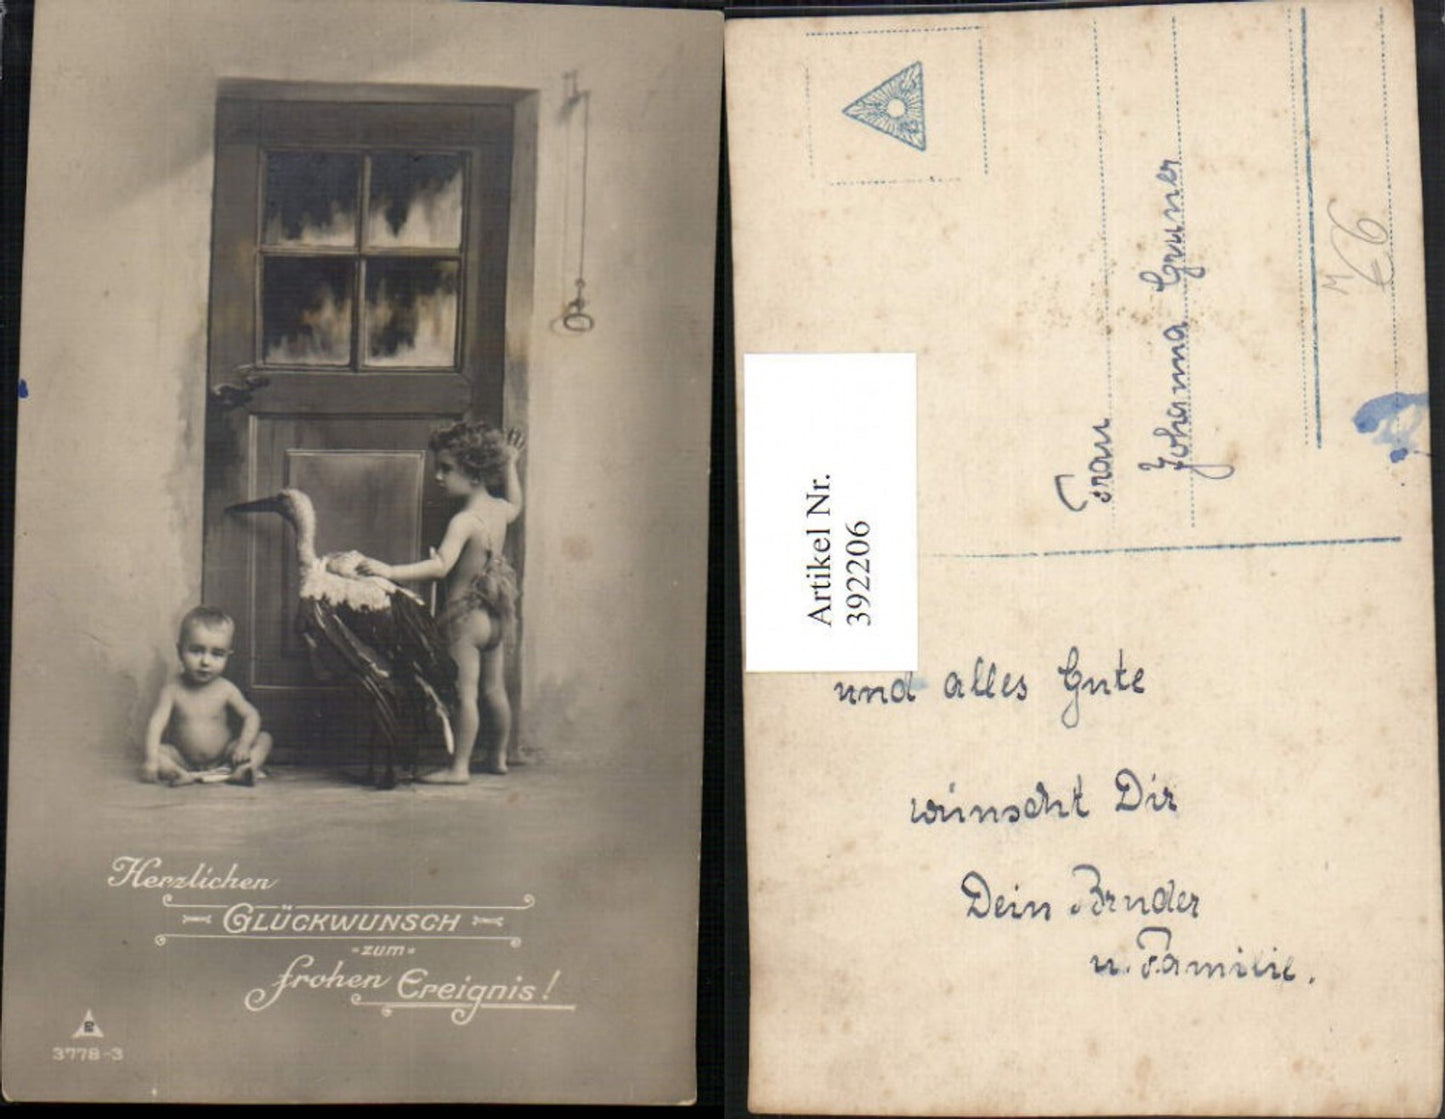 Herzlichen
GLÜCKWUNSCH
-zum-
frohen Ereignis!
3778-3
Frau
Johanna Gruner
M
€6
Artikel Nr.
392206
und alles Gute
wünscht Dir
Dein Bruder
u. Familie.